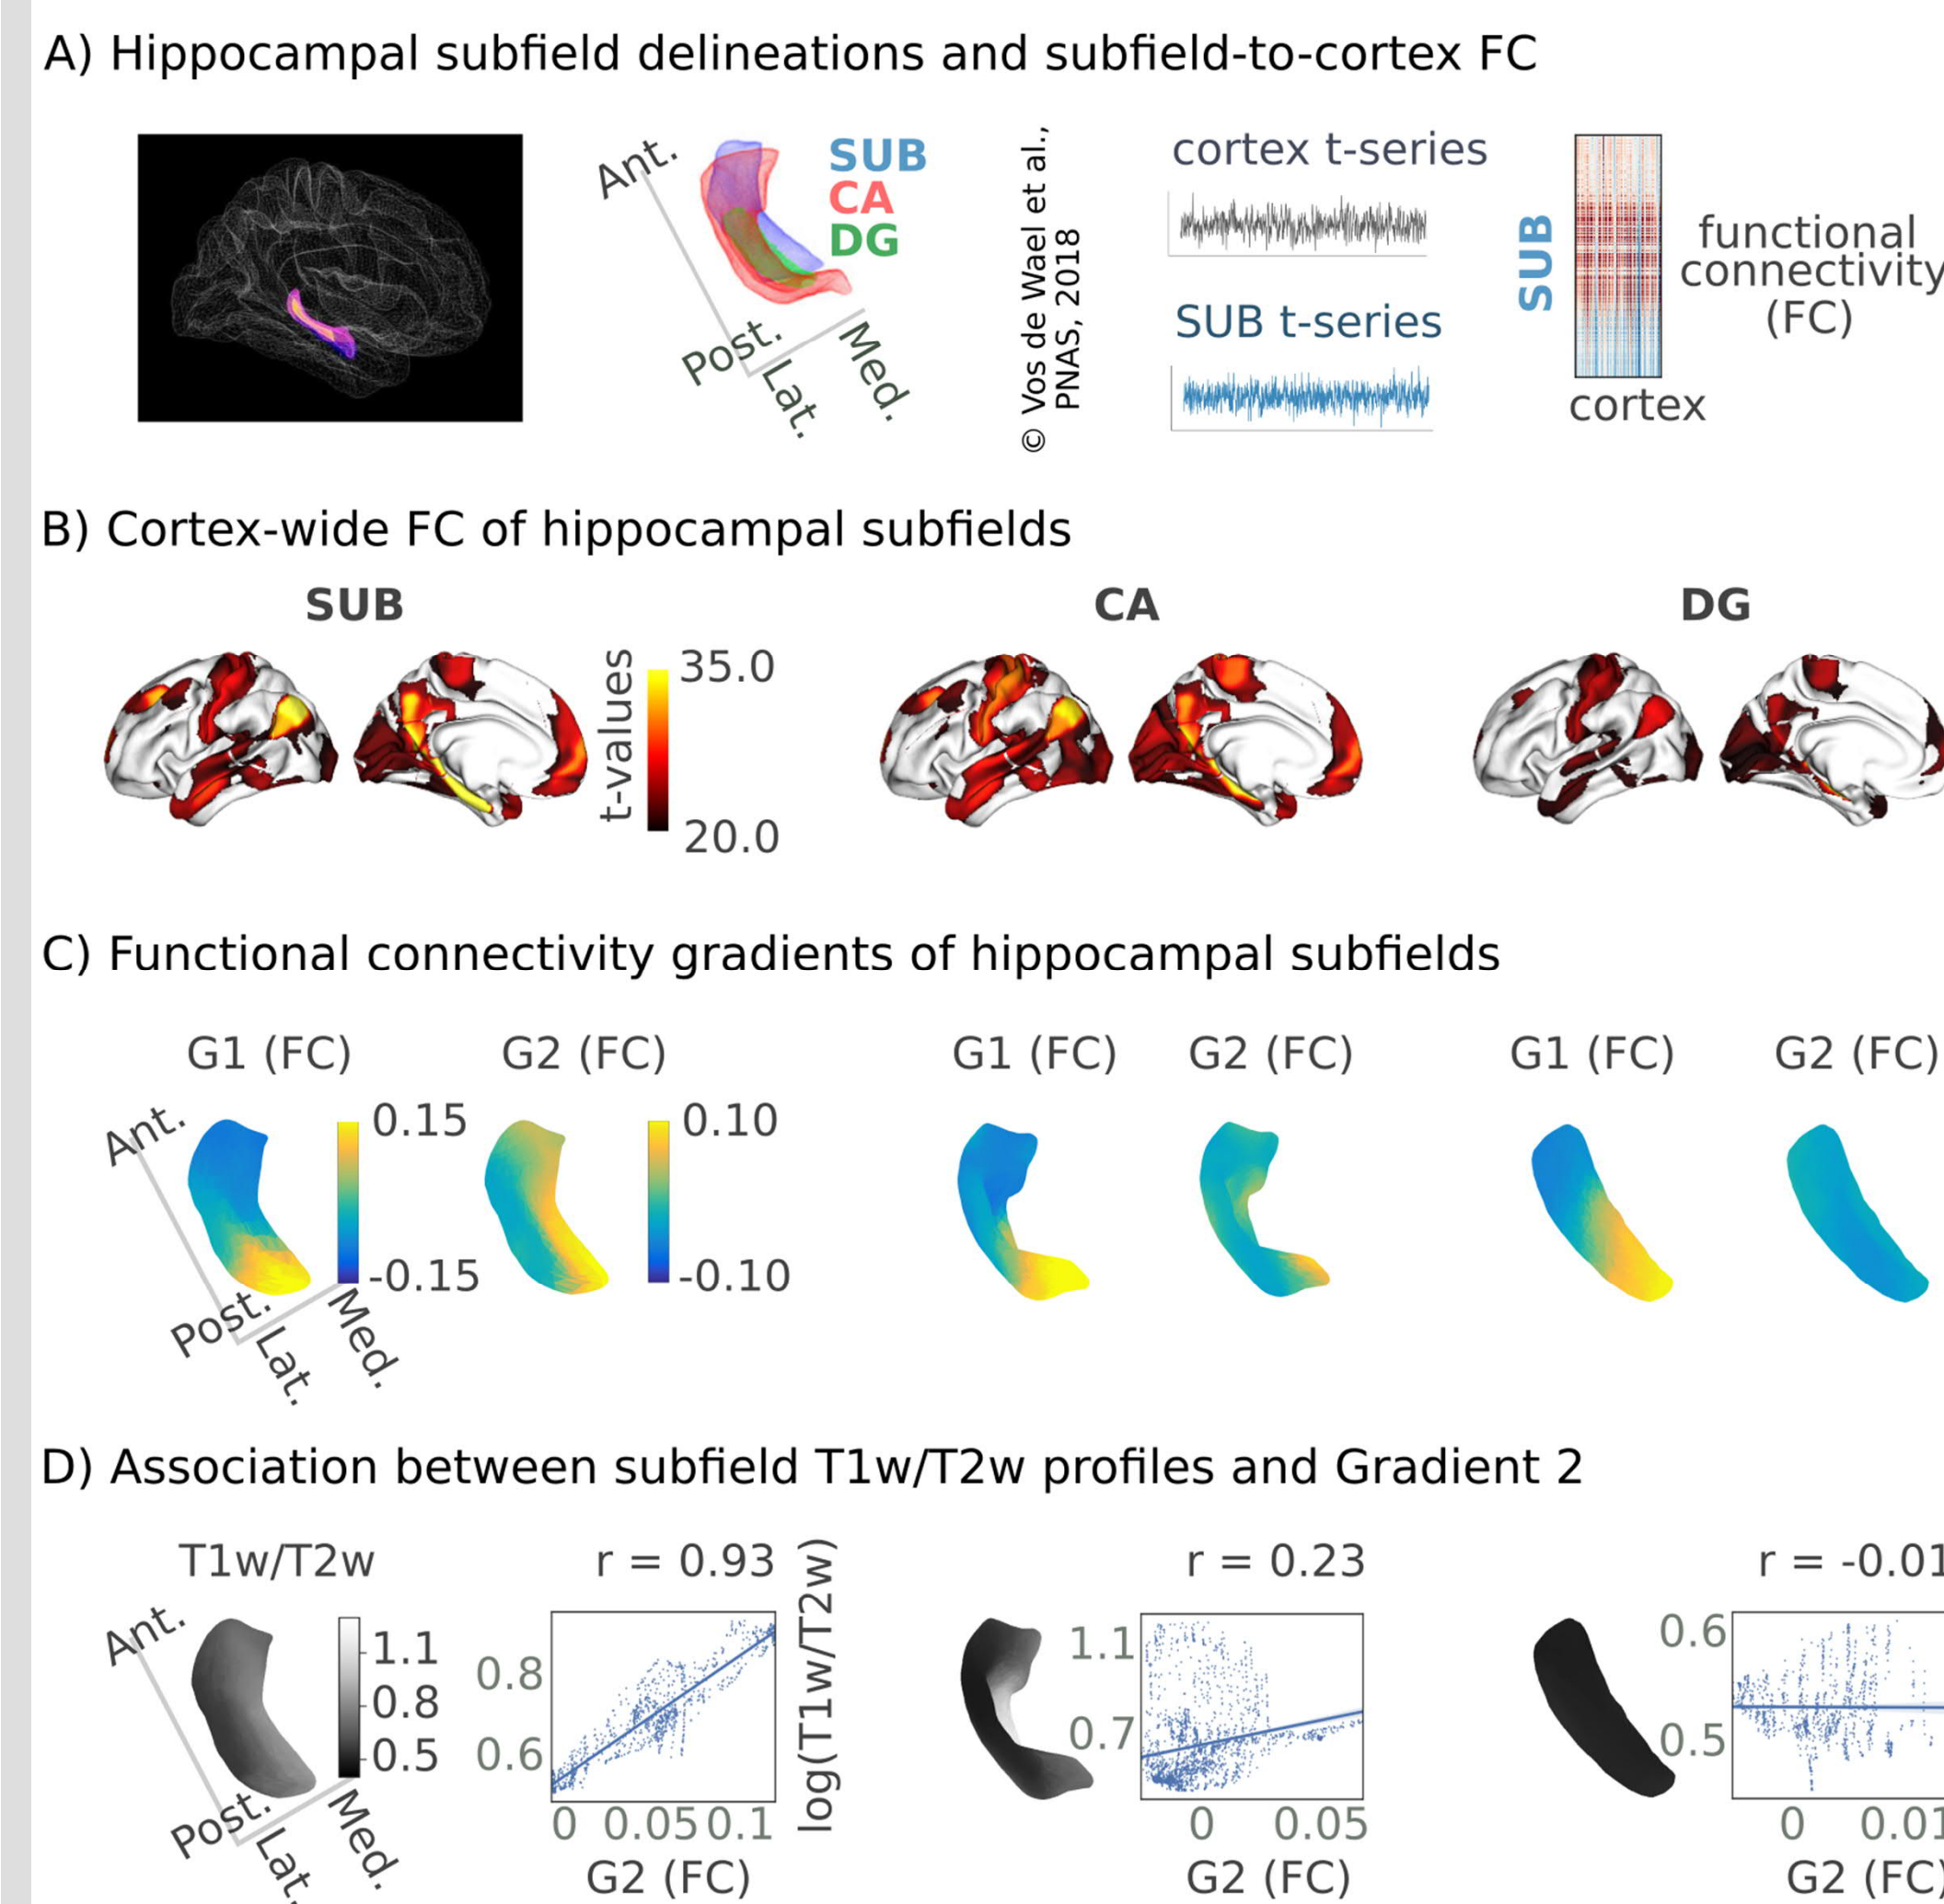 A) Hippocampal subfield delineations and subfield-to-cortex FC
Ant.
Post.
Lat.
Med.
SUB
CA
DG
© Vos de Wael et al.,
PNAS, 2018
cortex t-series
SUB t-series
SUB
cortex
functional
connectivity
(FC)
B) Cortex-wide FC of hippocampal subfields
SUB
CA
DG
t-values
35.0
20.0
C) Functional connectivity gradients of hippocampal subfields
G1 (FC)
G2 (FC)
G1 (FC)
G2 (FC)
G1 (FC)
G2 (FC)
Ant.
Post.
Lat.
Med.
0.15
-0.15
0.10
-0.10
D) Association between subfield T1w/T2w profiles and Gradient 2
T1w/T2w
r = 0.93
r = 0.23
r = -0.01
Ant.
Post.
Lat.
Med.
1.1
0.8
0.5
0.8
0.6
0 0.05 0.1
G2 (FC)
log(T1w/T2w)
1.1
0.7
0 0.05
G2 (FC)
0.6
0.5
0 0.01
G2 (FC)